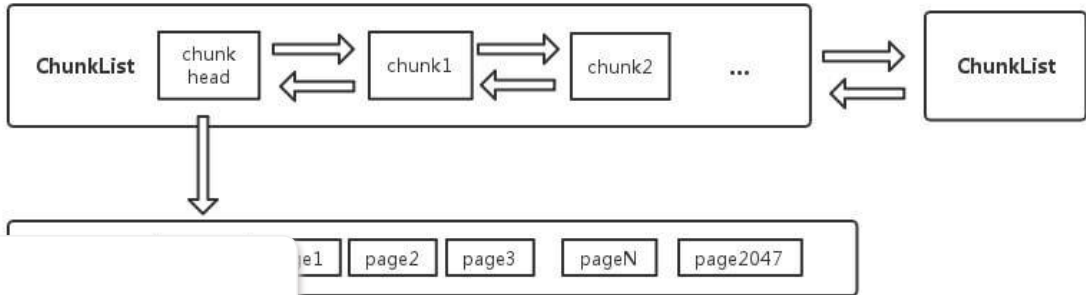 ChunkList
chunk
head
chunk1
chunk2
...
ChunkList
page2
page3
pageN
page2047